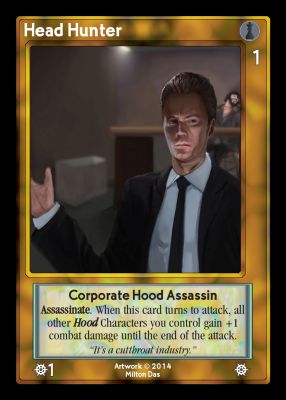 Head Hunter
1
Corporate Hood Assassin
Assassinate. When this card turns to attack, all
other Hood Characters you control gain +1
combat damage until the end of the attack.
"It's a cutthroat industry."
1
Artwork © 2014
Milton Das